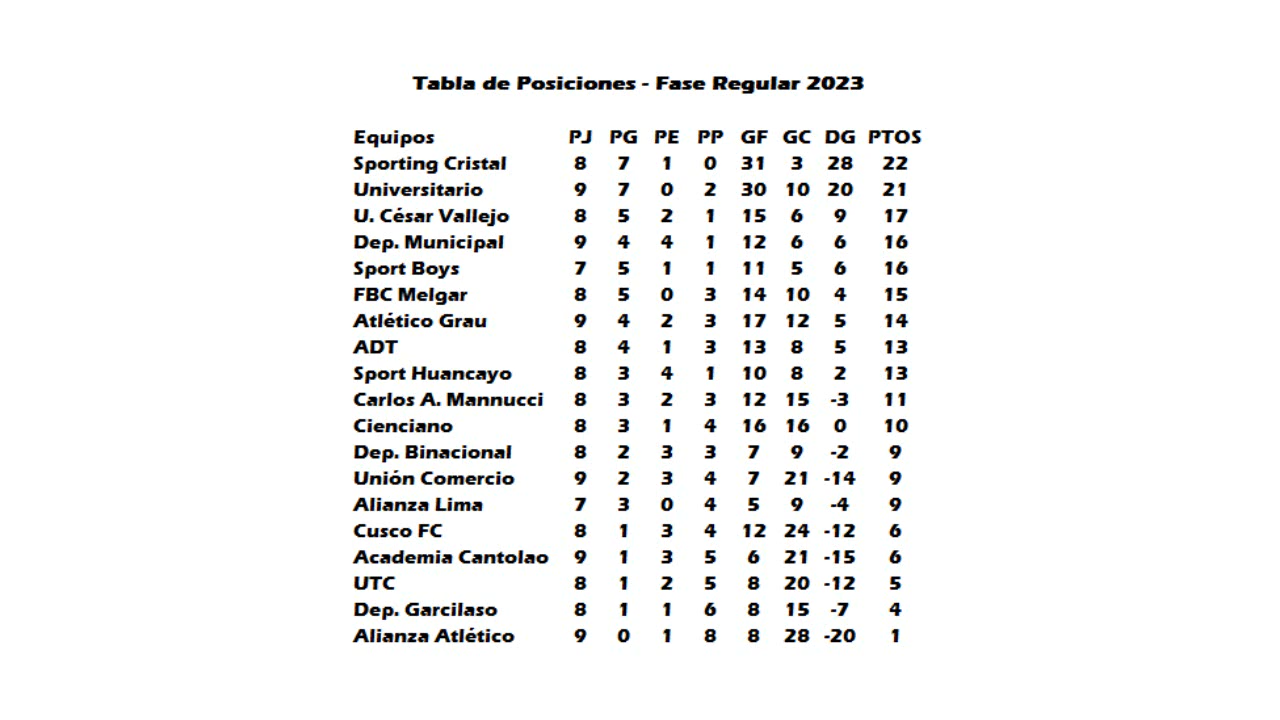 Tabla de Posiciones - Fase Regular 2023
Equipos PJ PG PE PP GF GC DG PTOS
Sporting Cristal 8 7 1 0 31 3 28 22
Universitario 9 7 0 2 30 10 20 21
U. César Vallejo 8 5 2 1 15 6 9 17
Dep. Municipal 9 4 4 1 12 6 6 16
Sport Boys 7 5 1 1 11 5 6 16
FBC Melgar 8 5 0 3 14 10 4 15
Atlético Grau 9 4 2 3 17 12 5 14
ADT 8 4 1 3 13 8 5 13
Sport Huancayo 8 3 4 1 10 8 2 13
Carlos A. Mannucci 8 3 2 3 12 15 -3 11
Cienciano 8 3 1 4 16 16 0 10
Dep. Binacional 8 2 3 3 7 9 -2 9
Unión Comercio 9 2 3 4 7 21 -14 9
Alianza Lima 7 3 0 4 5 9 -4 9
Cusco FC 8 1 3 4 12 24 -12 6
Academia Cantolao 9 1 3 5 6 21 -15 6
UTC 8 1 2 5 8 20 -12 5
Dep. Garcilaso 8 1 1 6 8 15 -7 4
Alianza Atlético 9 0 1 8 8 28 -20 1